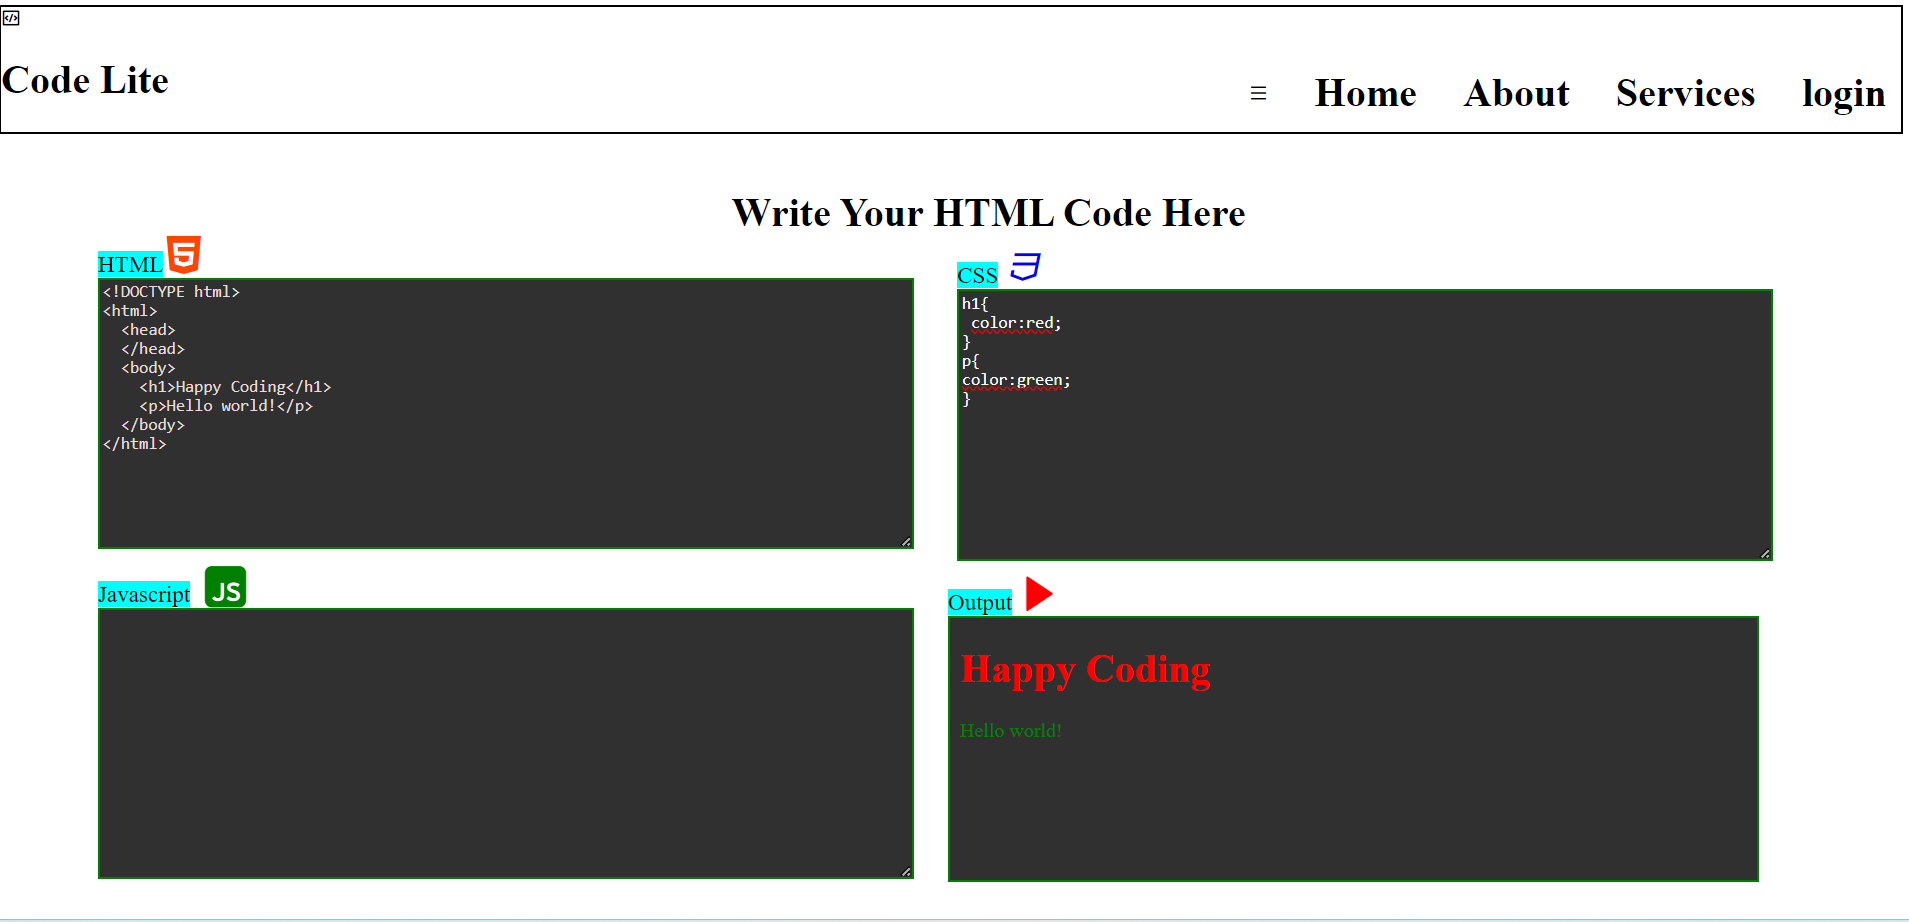 Code Lite
☰ Home About Services login
Write Your HTML Code Here
HTML
<!DOCTYPE html>
<html>
  <head>
  </head>
  <body>
    <h1>Happy Coding</h1>
    <p>Hello world!</p>
  </body>
</html>
CSS
h1{
 color:red;
}
p{
color:green;
}
Javascript JS
Output
Happy Coding
Hello world!